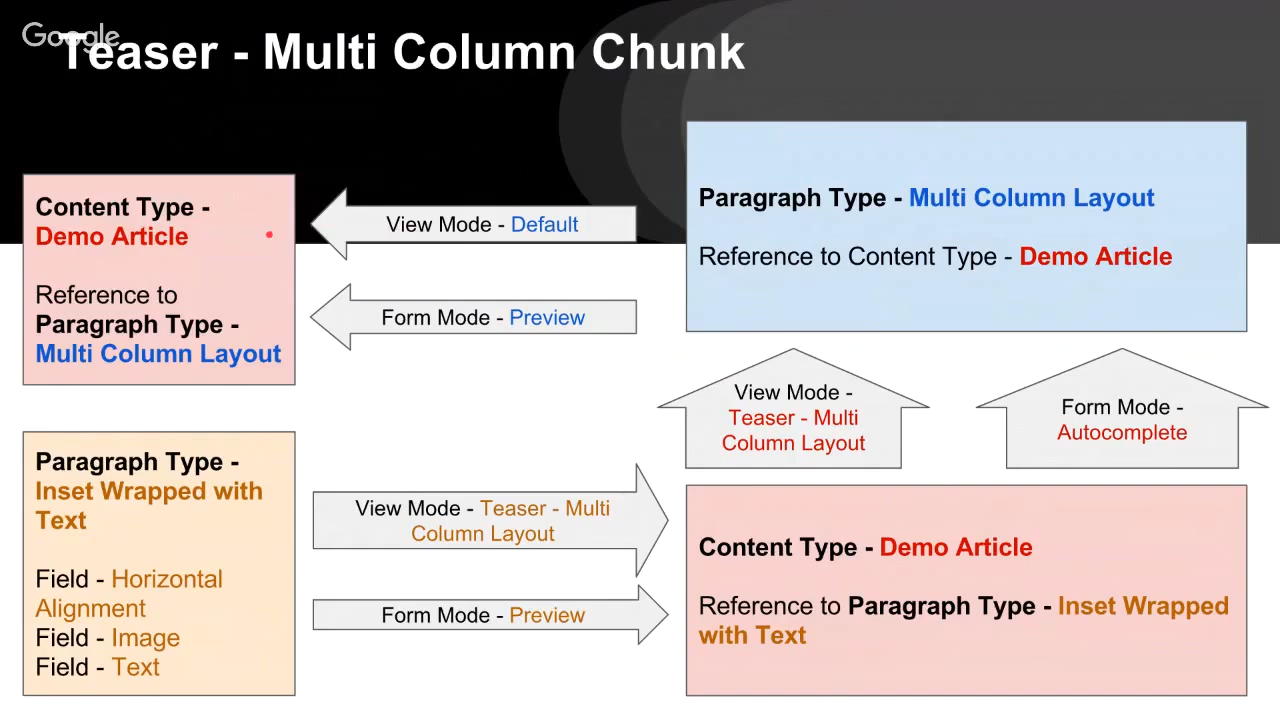 Google
Teaser - Multi Column Chunk
Content Type -
Demo Article
Reference to
Paragraph Type -
Multi Column Layout
View Mode - Default
Form Mode - Preview
Paragraph Type - Multi Column Layout
Reference to Content Type - Demo Article
View Mode -
Teaser - Multi
Column Layout
Form Mode -
Autocomplete
Paragraph Type -
Inset Wrapped with
Text
Field - Horizontal
Alignment
Field - Image
Field - Text
View Mode - Teaser - Multi
Column Layout
Form Mode - Preview
Content Type - Demo Article
Reference to Paragraph Type - Inset Wrapped
with Text